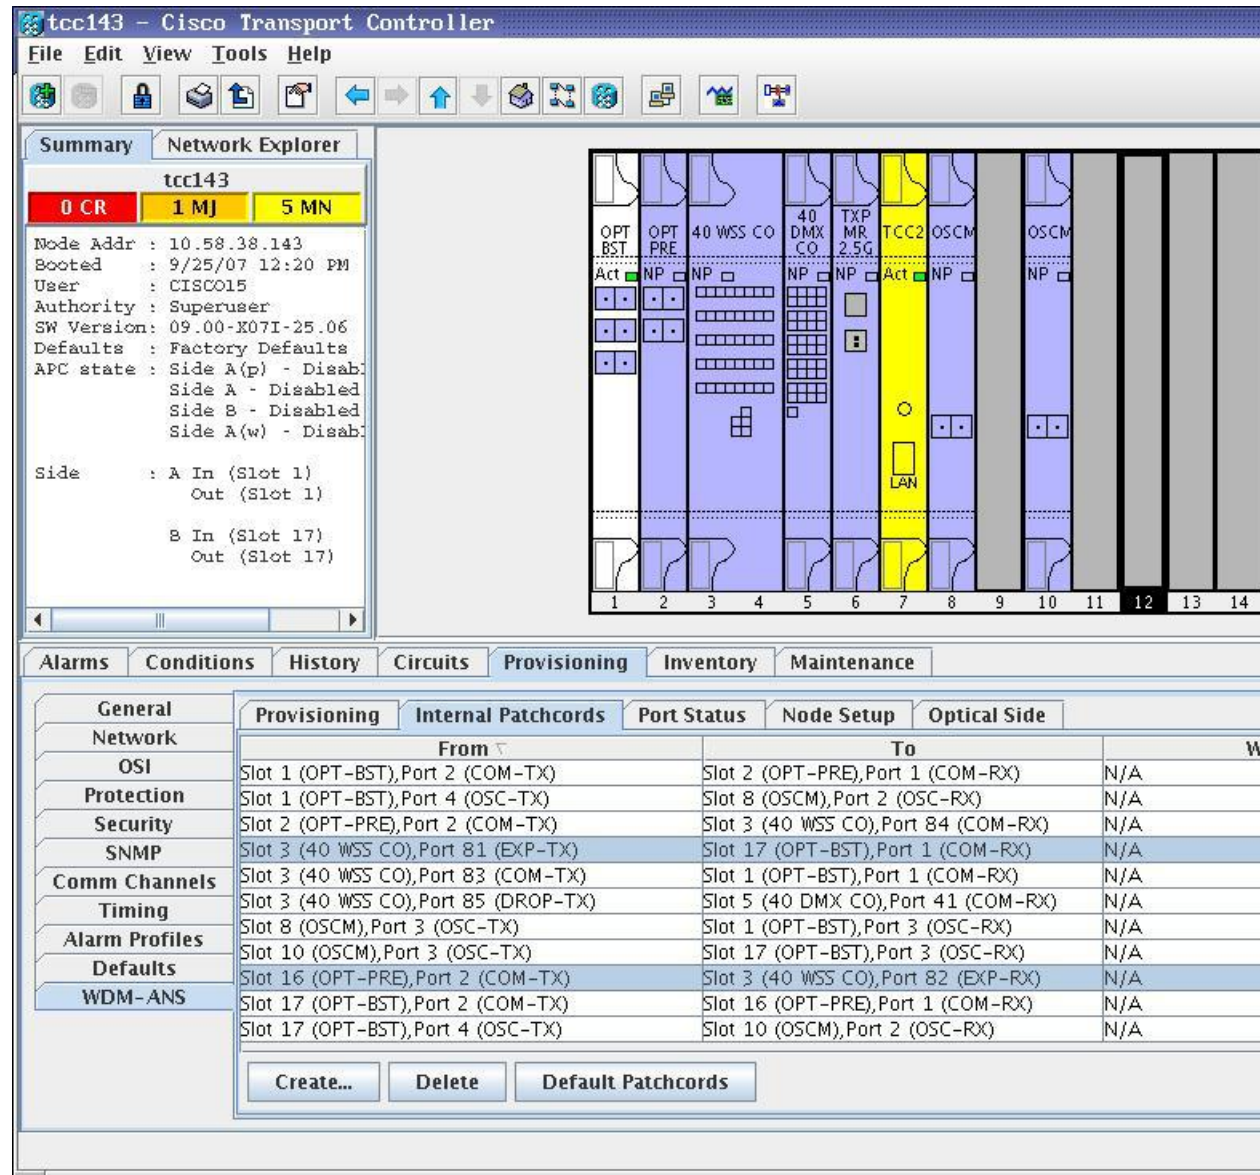 tcc143 - Cisco Transport Controller
File Edit View Tools Help
Summary Network Explorer
tcc143
0 CR 1 MJ 5 MN
Node Addr : 10.58.38.143
Booted : 9/25/07 12:20 PM
User : CISCO15
Authority : Superuser
SW Version: 09.00-X07I-25.06
Defaults : Factory Defaults
APC state : Side A(p) - Disabl
Side A - Disabled
Side B - Disabled
Side A(w) - Disabl
Side : A In (Slot 1)
Out (Slot 1)
B In (Slot 17)
Out (Slot 17)
OPT BST OPT PRE 40 WSS CO 40 DMX CO TXP MR 2.5G TCC2 OSCM OSCM
Act NP NP NP NP Act NP NP
LAN
1 2 3 4 5 6 7 8 9 10 11 12 13 14
Alarms Conditions History Circuits Provisioning Inventory Maintenance
General
Network
OSI
Protection
Security
SNMP
Comm Channels
Timing
Alarm Profiles
Defaults
WDM-ANS
Provisioning Internal Patchcords Port Status Node Setup Optical Side
From To W
Slot 1 (OPT-BST),Port 2 (COM-TX) Slot 2 (OPT-PRE),Port 1 (COM-RX) N/A
Slot 1 (OPT-BST),Port 4 (OSC-TX) Slot 8 (OSCM),Port 2 (OSC-RX) N/A
Slot 2 (OPT-PRE),Port 2 (COM-TX) Slot 3 (40 WSS CO),Port 84 (COM-RX) N/A
Slot 3 (40 WSS CO),Port 81 (EXP-TX) Slot 17 (OPT-BST),Port 1 (COM-RX) N/A
Slot 3 (40 WSS CO),Port 83 (COM-TX) Slot 1 (OPT-BST),Port 1 (COM-RX) N/A
Slot 3 (40 WSS CO),Port 85 (DROP-TX) Slot 5 (40 DMX CO),Port 41 (COM-RX) N/A
Slot 8 (OSCM),Port 3 (OSC-TX) Slot 1 (OPT-BST),Port 3 (OSC-RX) N/A
Slot 10 (OSCM),Port 3 (OSC-TX) Slot 17 (OPT-BST),Port 3 (OSC-RX) N/A
Slot 16 (OPT-PRE),Port 2 (COM-TX) Slot 3 (40 WSS CO),Port 82 (EXP-RX) N/A
Slot 17 (OPT-BST),Port 2 (COM-TX) Slot 16 (OPT-PRE),Port 1 (COM-RX) N/A
Slot 17 (OPT-BST),Port 4 (OSC-TX) Slot 10 (OSCM),Port 2 (OSC-RX) N/A
Create... Delete Default Patchcords